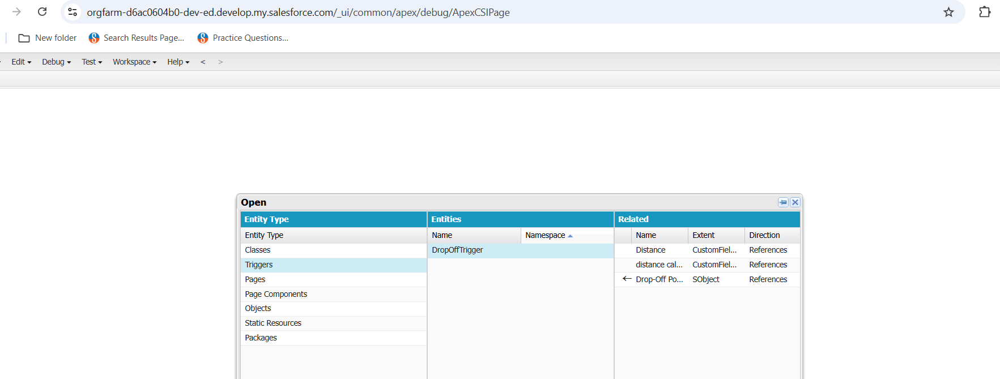 orgfarm-d6ac0604b0-dev-ed.develop.my.salesforce.com/_ui/common/apex/debug/ApexCSIPage
New folder Search Results Page... Practice Questions...
Edit Debug Test Workspace Help < >
Open
Entity Type Entities Related
Entity Type Name Namespace Name Extent Direction
Classes DropOffTrigger Distance CustomFiel... References
Triggers distance cal... CustomFiel... References
Pages Drop-Off Po... SObject References
Page Components
Objects
Static Resources
Packages